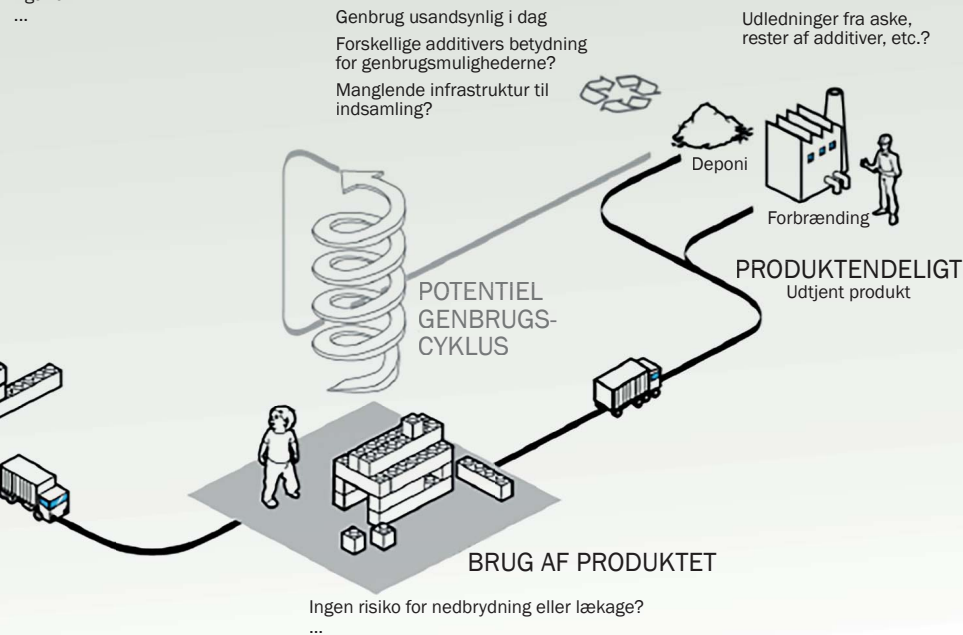 ...
Genbrug usandsynlig i dag
Forskellige additivers betydning
for genbrugsmulighederne?
Manglende infrastruktur til
indsamling?
Udledninger fra aske,
rester af additiver, etc.?
Deponi
Forbrænding
PRODUKTENDELIGT
Udtjent produkt
POTENTIEL
GENBRUGS-
CYKLUS
BRUG AF PRODUKTET
Ingen risiko for nedbrydning eller lækage?
...